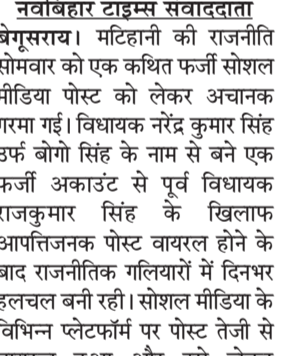 नवबिहार टाइम्स संवाददाता
बेगूसराय। मटिहानी की राजनीति
सोमवार को एक कथित फर्जी सोशल
मीडिया पोस्ट को लेकर अचानक
गरमा गई। विधायक नरेंद्र कुमार सिंह
उर्फ बोगो सिंह के नाम से बने एक
फर्जी अकाउंट से पूर्व विधायक
राजकुमार सिंह के खिलाफ
आपत्तिजनक पोस्ट वायरल होने के
बाद राजनीतिक गलियारों में दिनभर
हलचल बनी रही। सोशल मीडिया के
विभिन्न प्लेटफॉर्म पर पोस्ट तेजी से